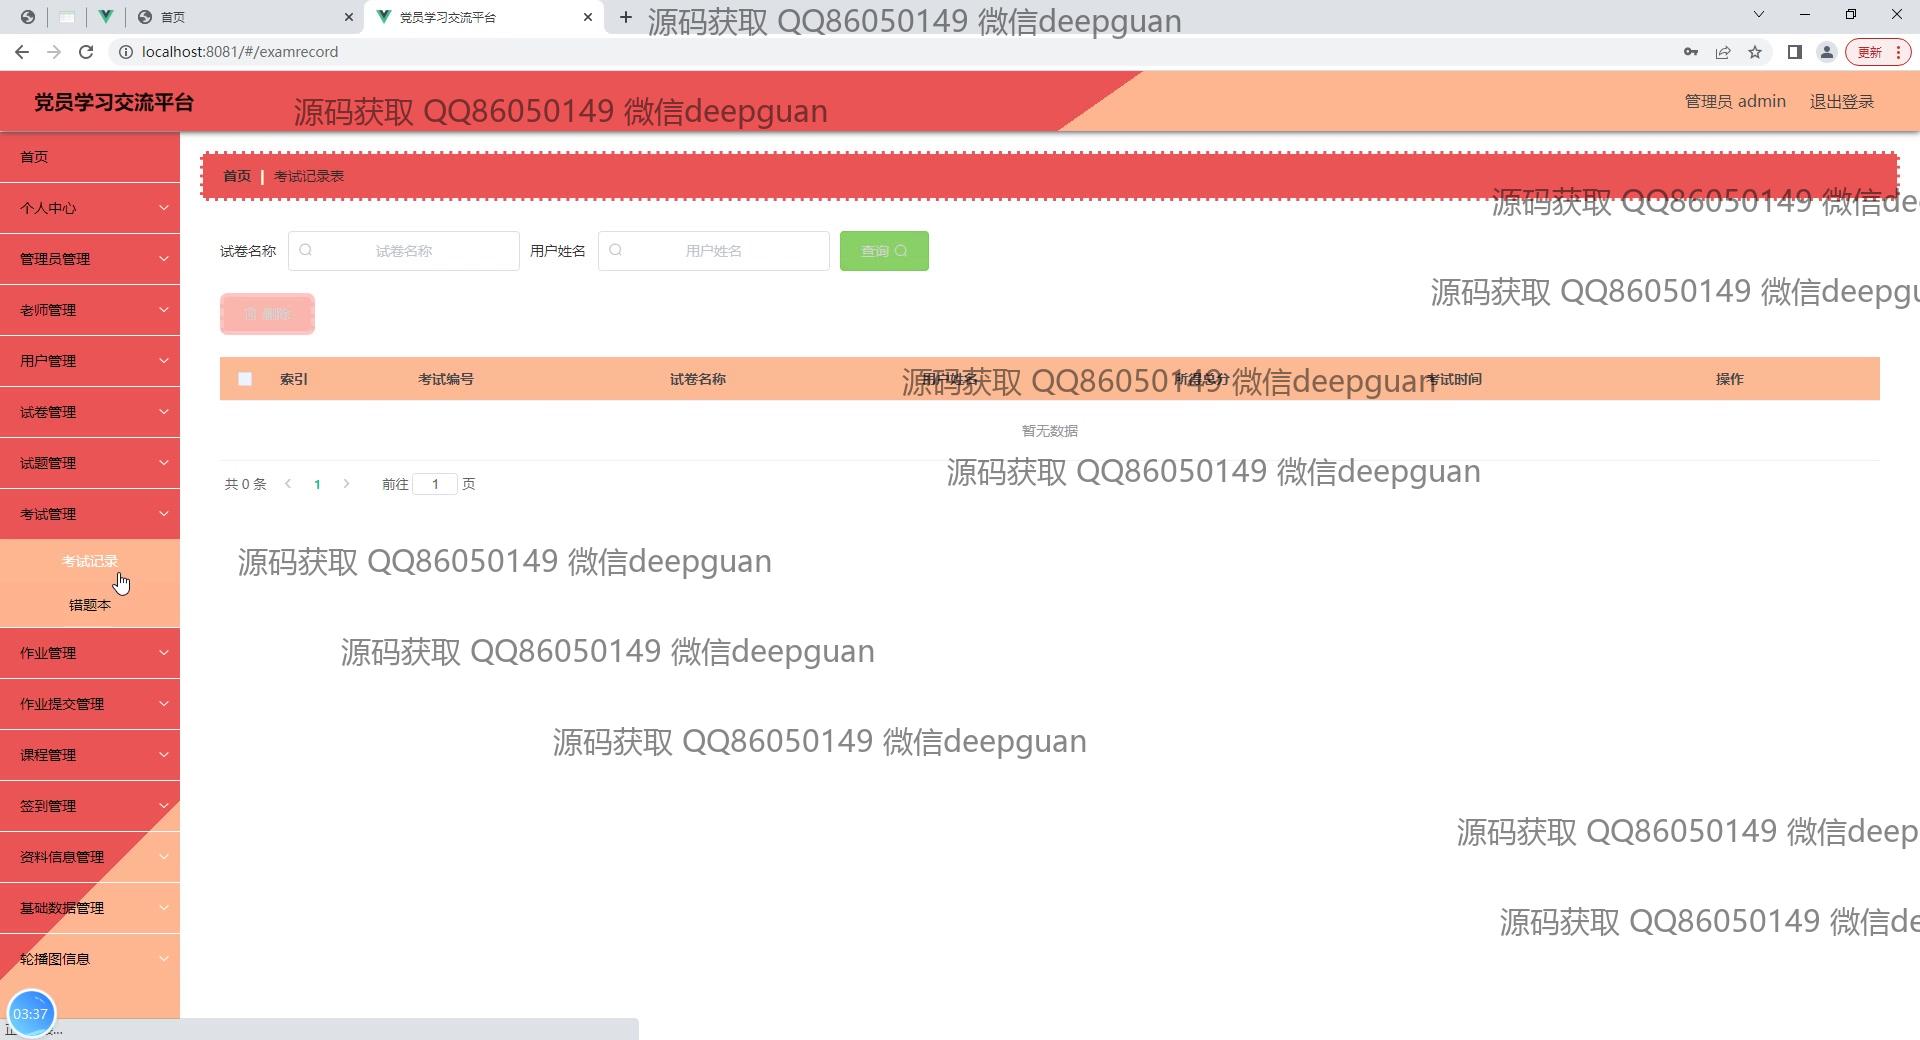 首页
党员学习交流平台
源码获取 QQ86050149 微信deepguan
localhost:8081/#/examrecord
更新
党员学习交流平台
源码获取 QQ86050149 微信deepguan
管理员 admin
退出登录
首页
个人中心
管理员管理
老师管理
用户管理
试卷管理
试题管理
考试管理
考试记录
错题本
作业管理
作业提交管理
课程管理
签到管理
资料信息管理
基础数据管理
轮播图信息
03:37
首页 | 考试记录表
源码获取 QQ86050149 微信de
试卷名称 试卷名称 用户姓名 用户姓名 查询
源码获取 QQ86050149 微信deepgu
删除
索引 考试编号 试卷名称 用户姓名 所得总分 考试时间 操作
源码获取 QQ86050149 微信deepguan
暂无数据
源码获取 QQ86050149 微信deepguan
共 0 条 1 前往 1 页
源码获取 QQ86050149 微信deepguan
源码获取 QQ86050149 微信deepguan
源码获取 QQ86050149 微信deepguan
源码获取 QQ86050149 微信deep
源码获取 QQ86050149 微信de